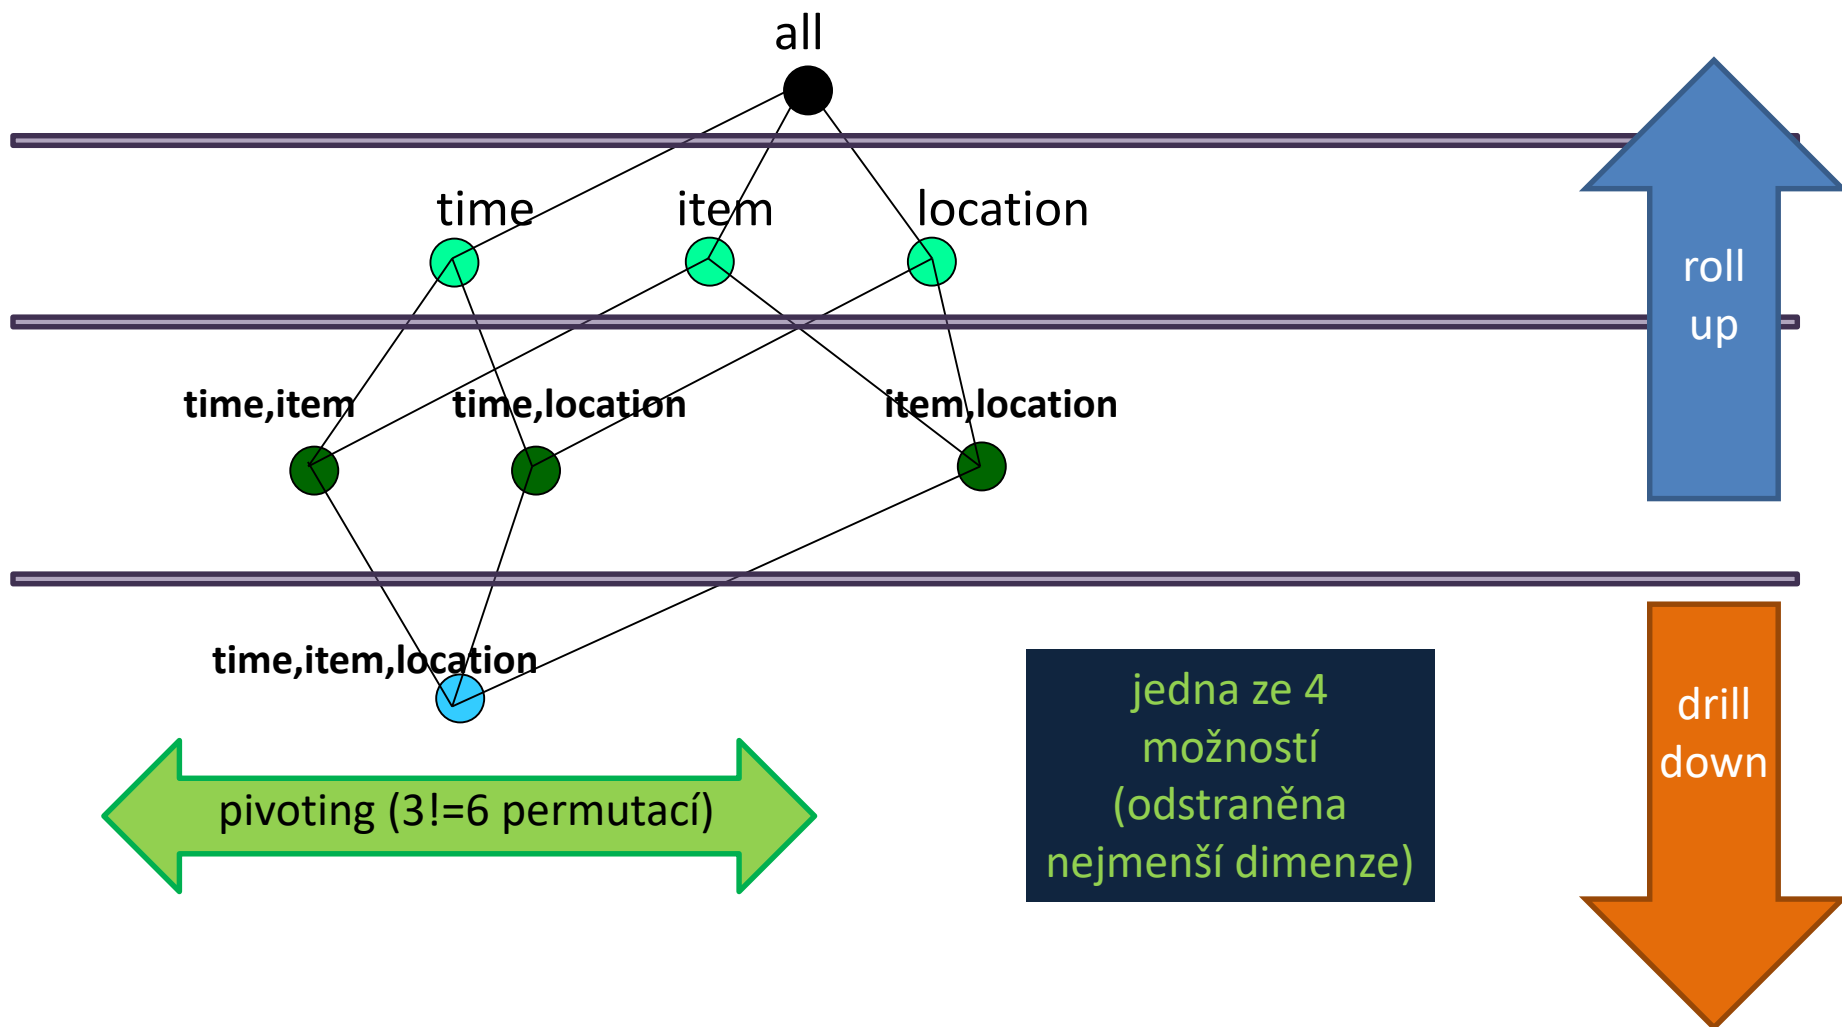 all
time
item
location
roll
up
time,item
time,location
item,location
time,item,location
jedna ze 4
možností
(odstraněna
nejmenší dimenze)
drill
down
pivoting (3!=6 permutací)